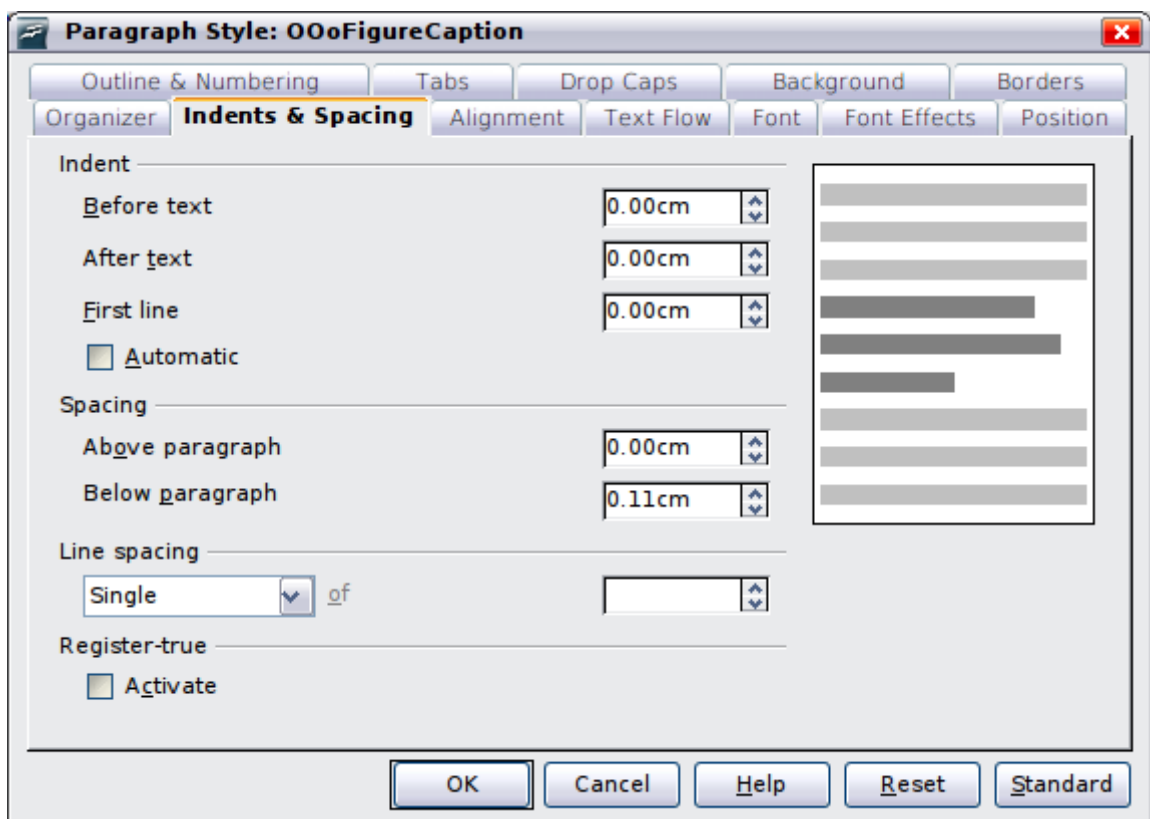 Paragraph Style: OOoFigureCaption
Outline & Numbering Tabs Drop Caps Background Borders
Organizer Indents & Spacing Alignment Text Flow Font Font Effects Position
Indent
Before text 0.00cm
After text 0.00cm
First line 0.00cm
Automatic
Spacing
Above paragraph 0.00cm
Below paragraph 0.11cm
Line spacing
Single of
Register-true
Activate
OK Cancel Help Reset Standard